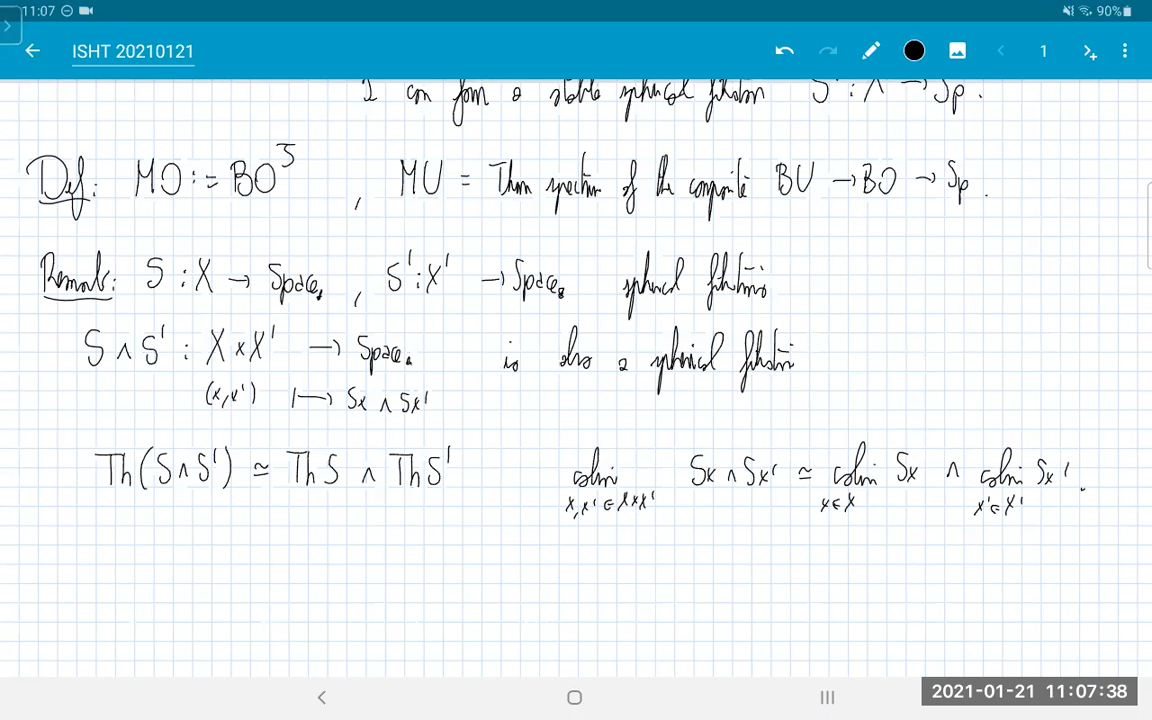 11:07
90%
ISHT 20210121
1
I can form a stable spherical fibration S : X → Sp.
Def: MO := BO^S , MU = Thom spectrum of the composite BU → BO → Sp.
Remark: S : X → Space. , S' : X' → Space. spherical fibrations
S ∧ S' : X × X' → Space. is also a spherical fibration
(x,x') ↦ Sx ∧ Sx'
Th(S ∧ S') ≃ Th S ∧ Th S' colim Sx ∧ Sx' ≃ colim Sx ∧ colim Sx'.
x,x' ∈ X×X' x∈X x'∈X'
2021-01-21 11:07:38